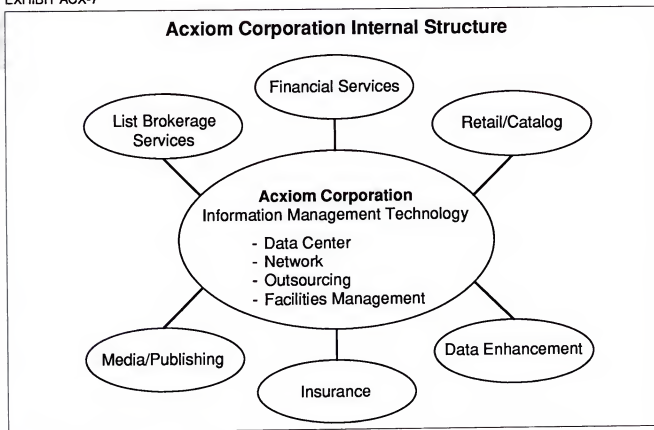 EXHIBIT ACX-7
Acxiom Corporation Internal Structure
Financial Services
List Brokerage
Services
Retail/Catalog
Acxiom Corporation
Information Management Technology
- Data Center
- Network
- Outsourcing
- Facilities Management
Media/Publishing
Data Enhancement
Insurance